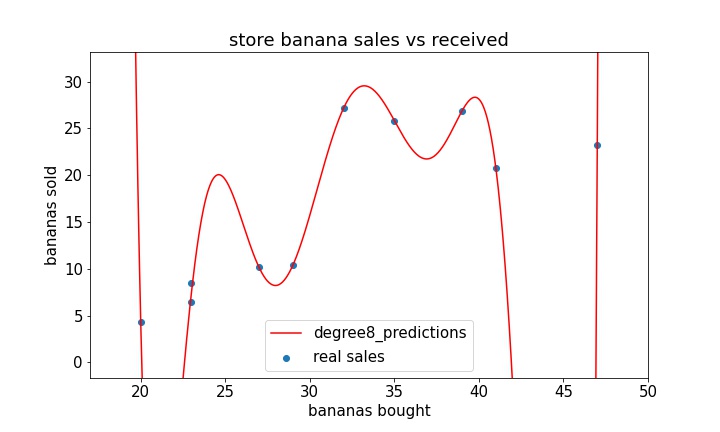 store banana sales vs received
bananas sold
30
25
20
15
10
5
0
degree8_predictions
real sales
20 25 30 35 40 45 50
bananas bought